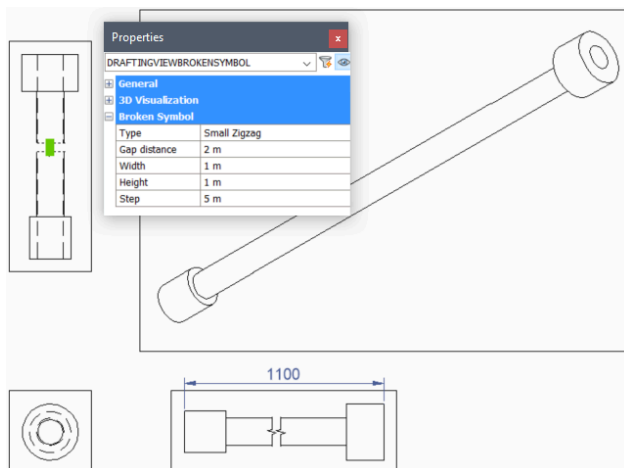 Properties
x
DRAFTINGVIEWBROKENSYMBOL
General
3D Visualization
Broken Symbol
Type Small Zigzag
Gap distance 2 m
Width 1 m
Height 1 m
Step 5 m
1100